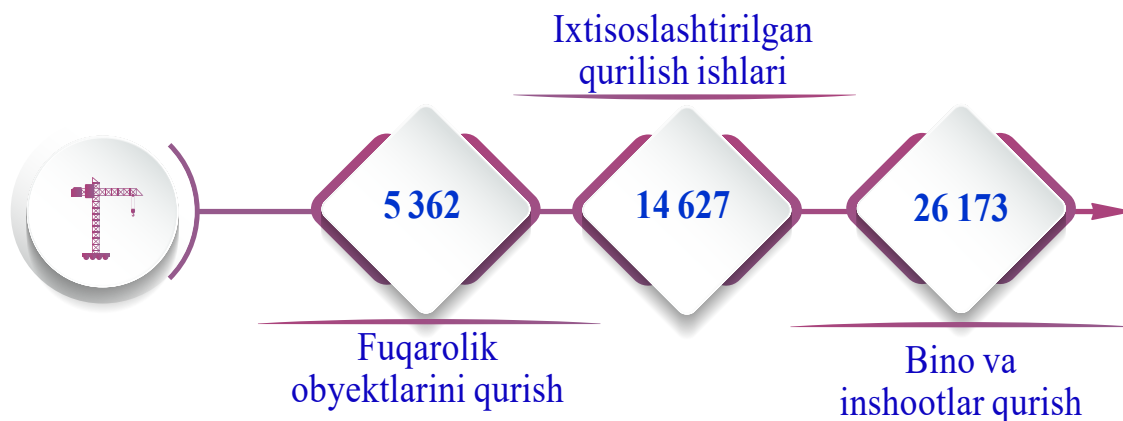 Ixtisoslashtirilgan
qurilish ishlari
5 362
14 627
26 173
Fuqarolik
obyektlarini qurish
Bino va
inshootlar qurish